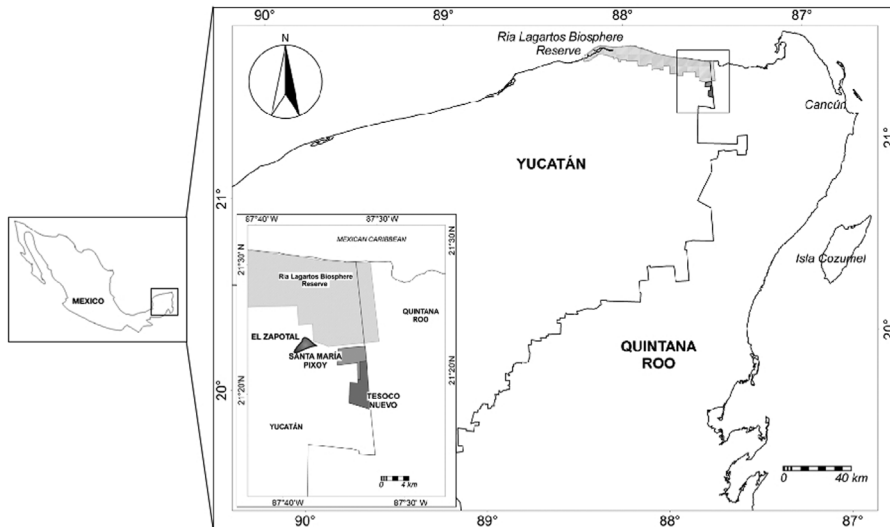 90°
89°
88°
87°
Ria Lagartos Biosphere
Reserve
N
Cancún
21°
YUCATÁN
21°
87°40' W
87°30' W
MEXICAN CARIBBEAN
21°30'N
21°30'N
Ria Lagartos Biosphere
Reserve
QUINTANA
ROO
Isla Cozumel
MEXICO
EL ZAPOTAL
SANTA MARÍA
PIXOY
TESOCO
NUEVO
21°20'N
21°20'N
YUCATÁN
0 4 km
87°40' W
87°30' W
20°
20°
QUINTANA
ROO
0 40 km
90°
89°
88°
87°